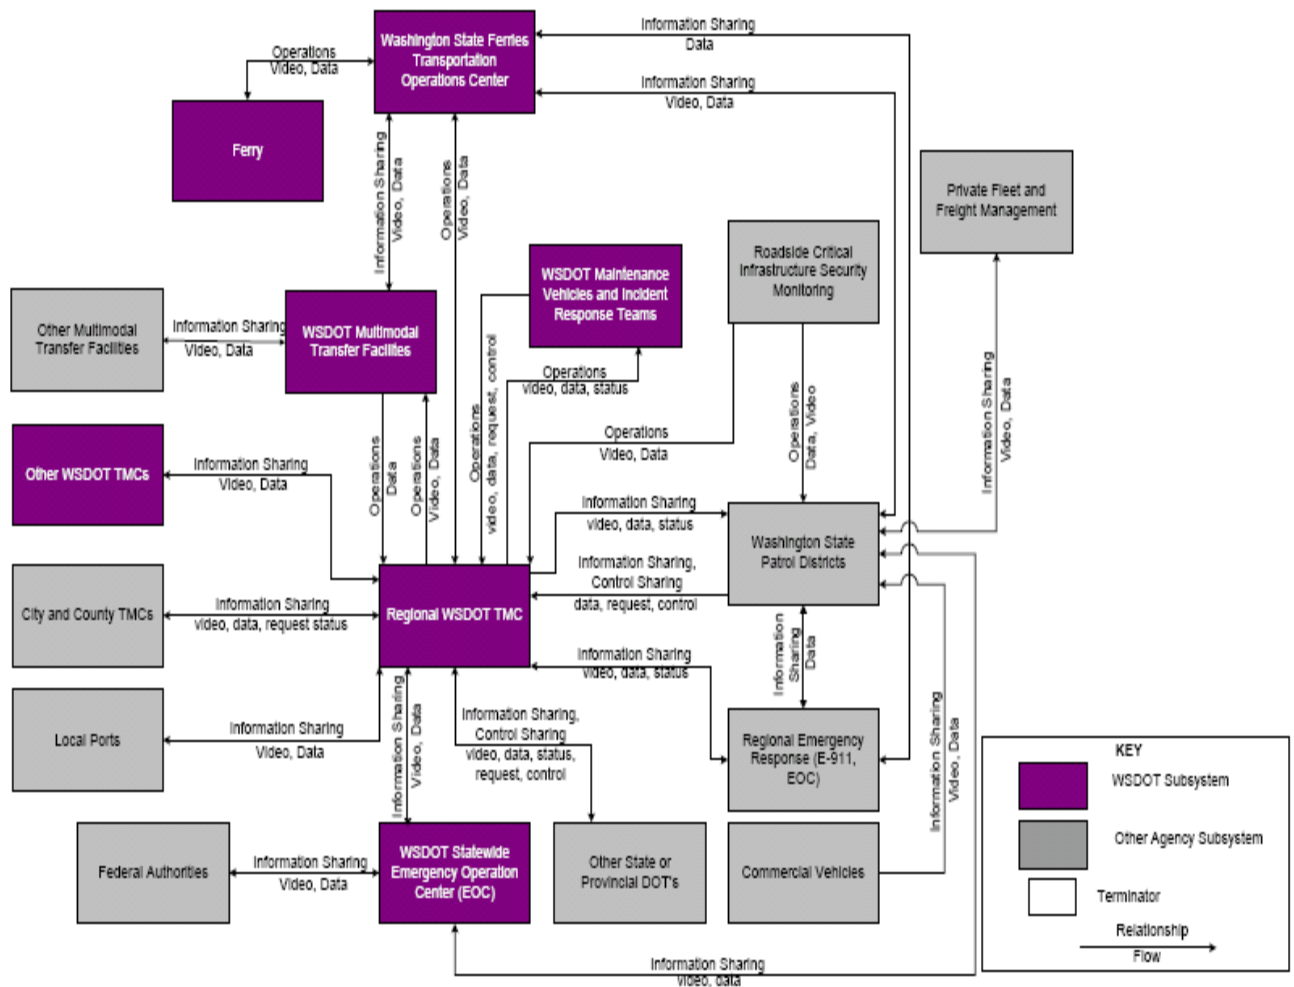 Information Sharing
Data
Washington State Ferries
Transportation
Operations Center
Operations
Video, Data
Information Sharing
Video, Data
Ferry
Information Sharing
Video, Data
Operations
Video, Data
Private Fleet and
Freight Management
Roadside Critical
Infrastructure Security
Monitoring
WSDOT Maintenance
Vehicles and Incident
Response Teams
Other Multimodal
Transfer Facilities
Information Sharing
Video, Data
WSDOT Multimodal
Transfer Facilites
Operations
video, data, status
Operations
video, data, request, control
Operations
Data, Video
Information Sharing
Video, Data
Operations
Video, Data
Operations
Data
Operations
Video, Data
Other WSDOT TMCs
Information Sharing
Video, Data
Information Sharing
video, data, status
Washington State
Patrol Districts
Information Sharing,
Control Sharing
data, request, control
City and County TMCs
Information Sharing
video, data, request status
Regional WSDOT TMC
Information Sharing
video, data, status
Information
Sharing
Data
Local Ports
Information Sharing
Video, Data
Information Sharing
Video, Data
Information Sharing,
Control Sharing
video, data, status,
request, control
Regional Emergency
Response (E-911,
EOC)
Information Sharing
Video, Data
Federal Authorities
Information Sharing
Video, Data
WSDOT Statewide
Emergency Operation
Center (EOC)
Other State or
Provincial DOT's
Commercial Vehicles
Information Sharing
video, data
KEY
WSDOT Subsystem
Other Agency Subsystem
Terminator
Relationship
Flow